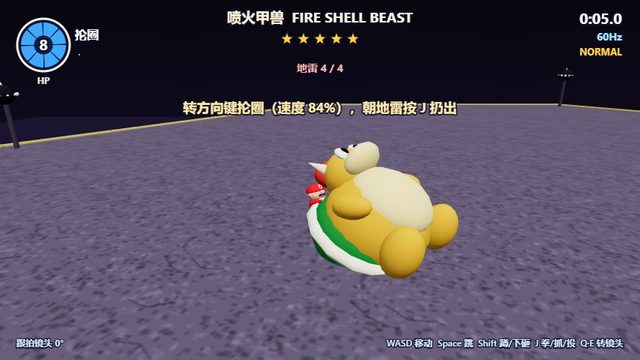 喷火甲兽 FIRE SHELL BEAST
★★★★★
8
抡圈
HP
地雷 4 / 4
0:05.0
60Hz
NORMAL
转方向键抡圈（速度 84%），朝地雷按 J 扔出
跟拍镜头 0°
WASD 移动 Space 跳 Shift 蹲/下砸 J 拳/抓/投 Q·E 转镜头